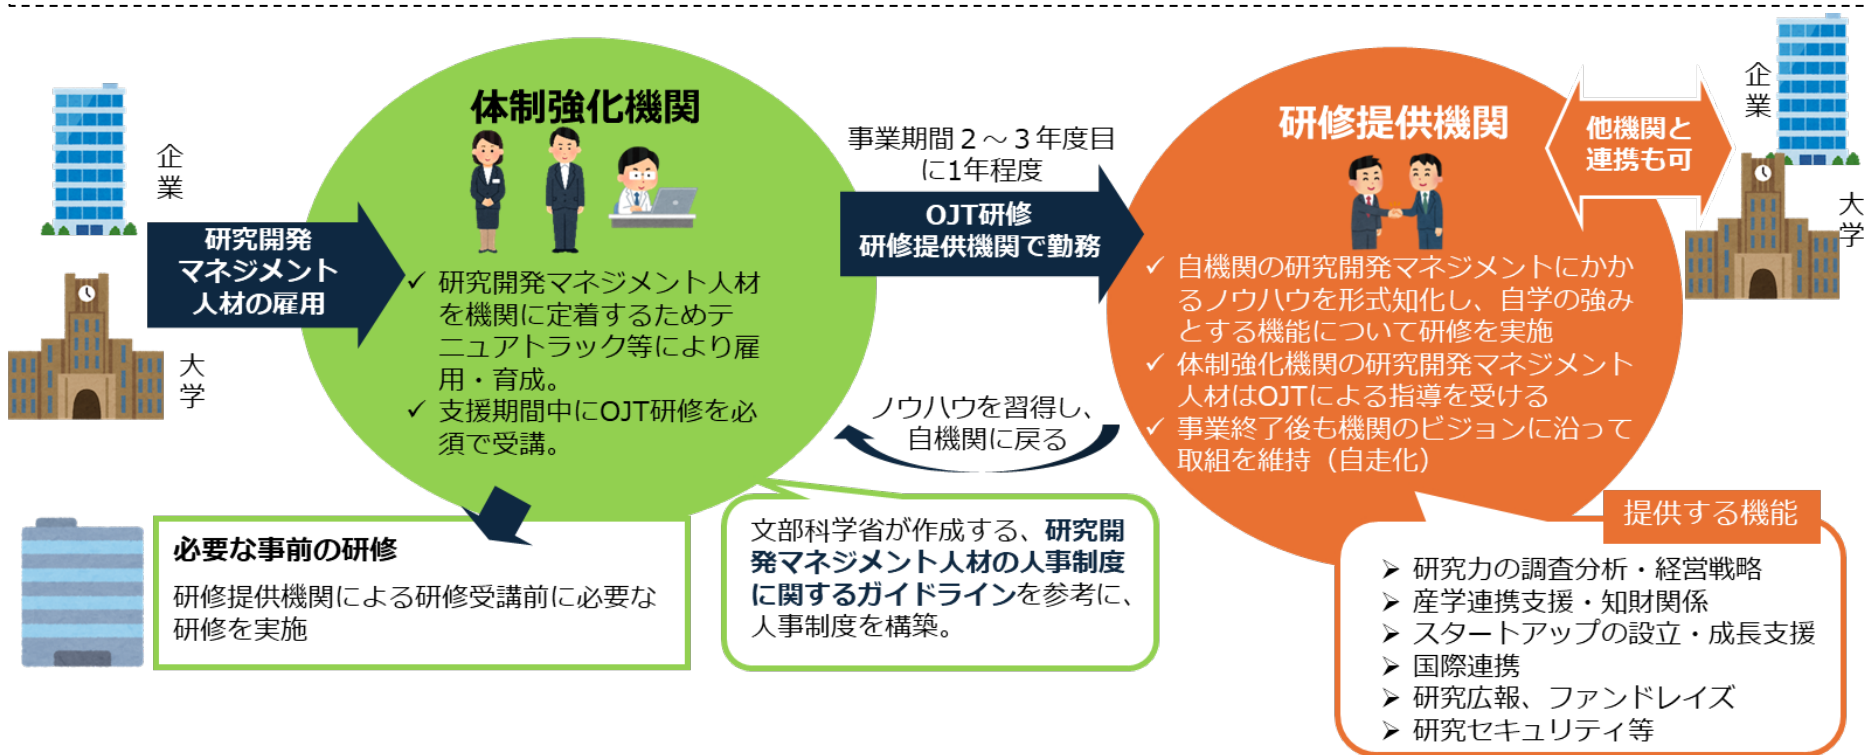 企業
大学
研究開発
マネジメント
人材の雇用
体制強化機関
✓ 研究開発マネジメント人材
を機関に定着するためテ
ニュアトラック等により雇
用・育成。
✓ 支援期間中にOJT研修を必
須で受講。
必要な事前の研修
研修提供機関による研修受講前に必要な
研修を実施
文部科学省が作成する、研究開
発マネジメント人材の人事制度
に関するガイドラインを参考に、
人事制度を構築。
事業期間２～３年度目
に1年程度
OJT研修
研修提供機関で勤務
ノウハウを習得し、
自機関に戻る
研修提供機関
✓ 自機関の研究開発マネジメントにかか
るノウハウを形式知化し、自学の強み
とする機能について研修を実施
✓ 体制強化機関の研究開発マネジメント
人材はOJTによる指導を受ける
✓ 事業終了後も機関のビジョンに沿って
取組を維持（自走化）
他機関と
連携も可
企業
大学
提供する機能
➢ 研究力の調査分析・経営戦略
➢ 産学連携支援・知財関係
➢ スタートアップの設立・成長支援
➢ 国際連携
➢ 研究広報、ファンドレイズ
➢ 研究セキュリティ等